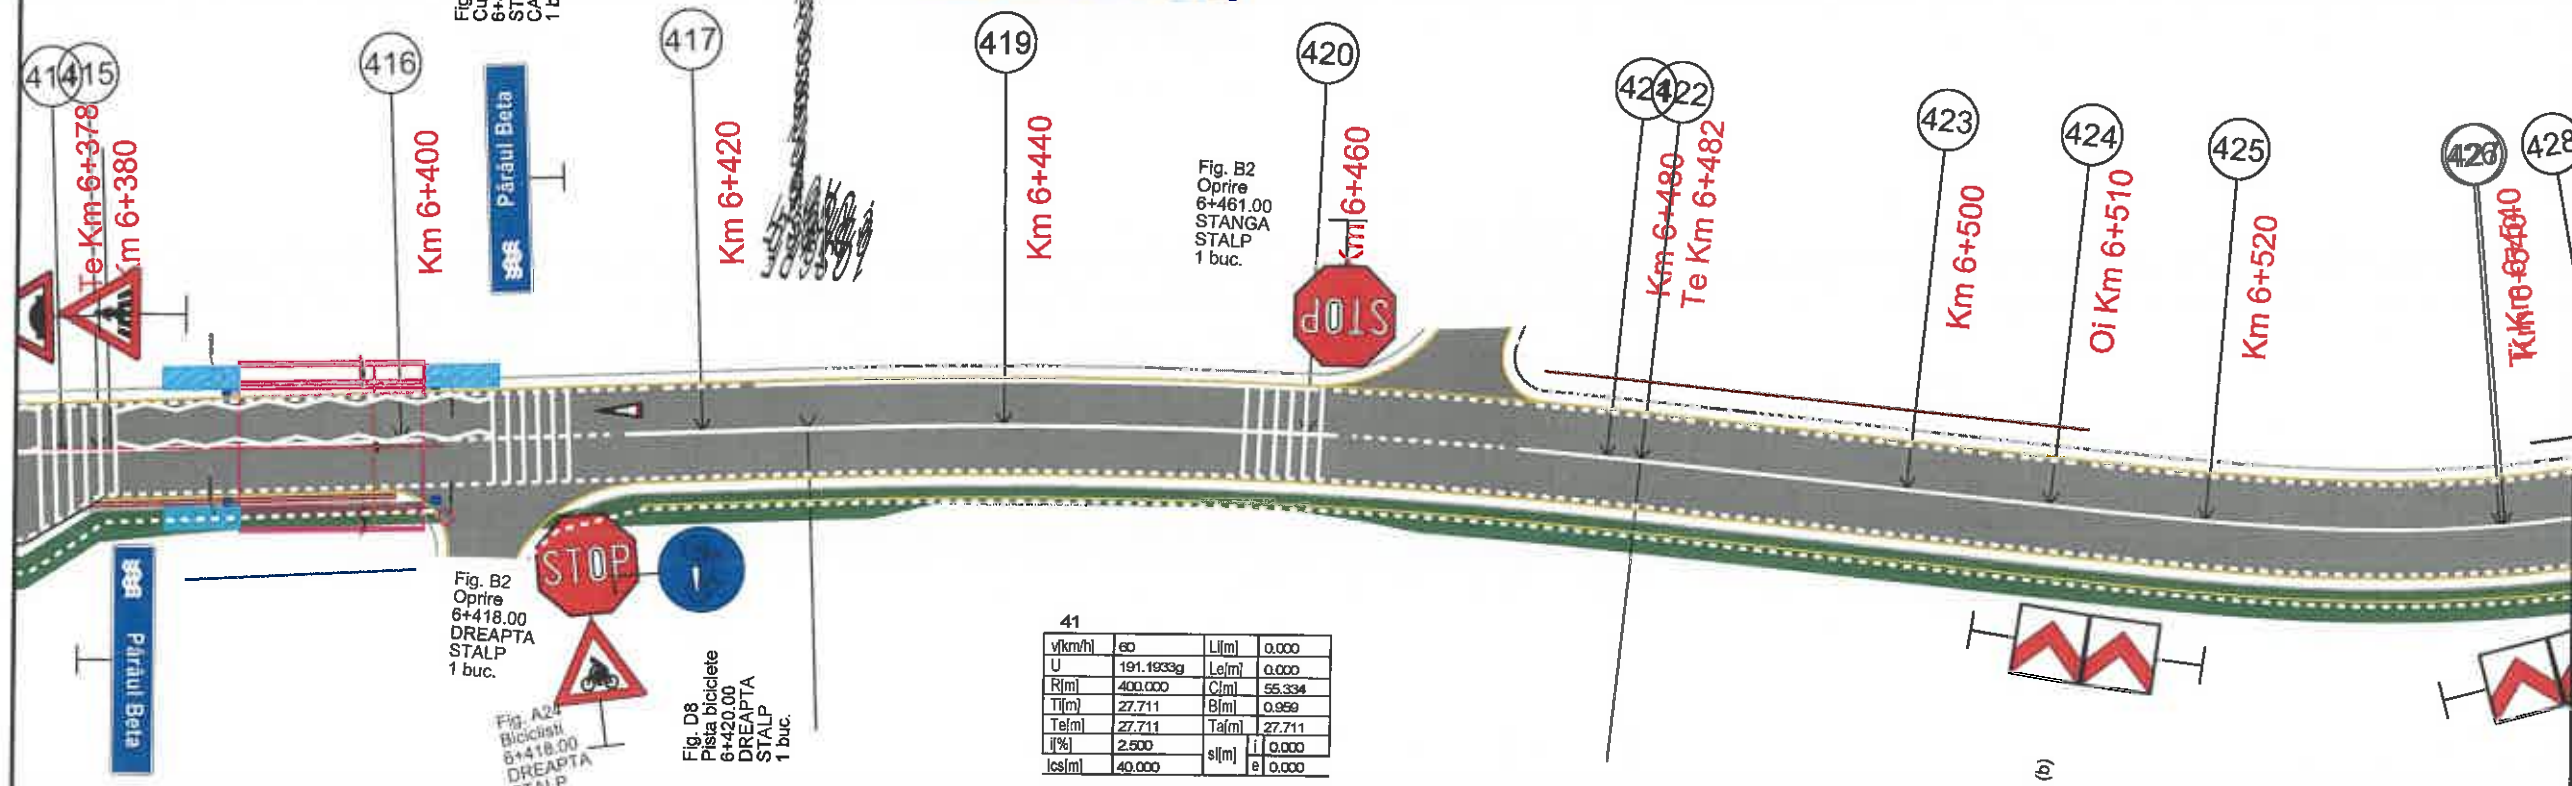 Fig.
415
416
417
419
420
422
423
424
425
428
Te Km 6+378
Km 6+380
Km 6+400
Km 6+420
Km 6+440
6+460
Km 6+480
Te Km 6+482
Km 6+500
Oi Km 6+510
Km 6+520
Pârâul Beta
Fig. B2
Oprire
6+461.00
STANGA
STALP
1 buc.
STOP
Pârâul Beta
Fig. B2
Oprire
6+418.00
DREAPTA
STALP
1 buc.
STOP
Fig. A24
Biciclisti
6+418.00
DREAPTA
STALP
Fig. D8
Pista biciclete
6+420.00
DREAPTA
STALP
1 buc.
41
v[km/h] 60 Li[m] 0.000
U 191.1933g Le[m] 0.000
R[m] 400.000 C[m] 55.334
Ti[m] 27.711 B[m] 0.959
Te[m] 27.711 Ta[m] 27.711
i[%] 2.500 sl[m] i 0.000
lcs[m] 40.000 e 0.000
(b)